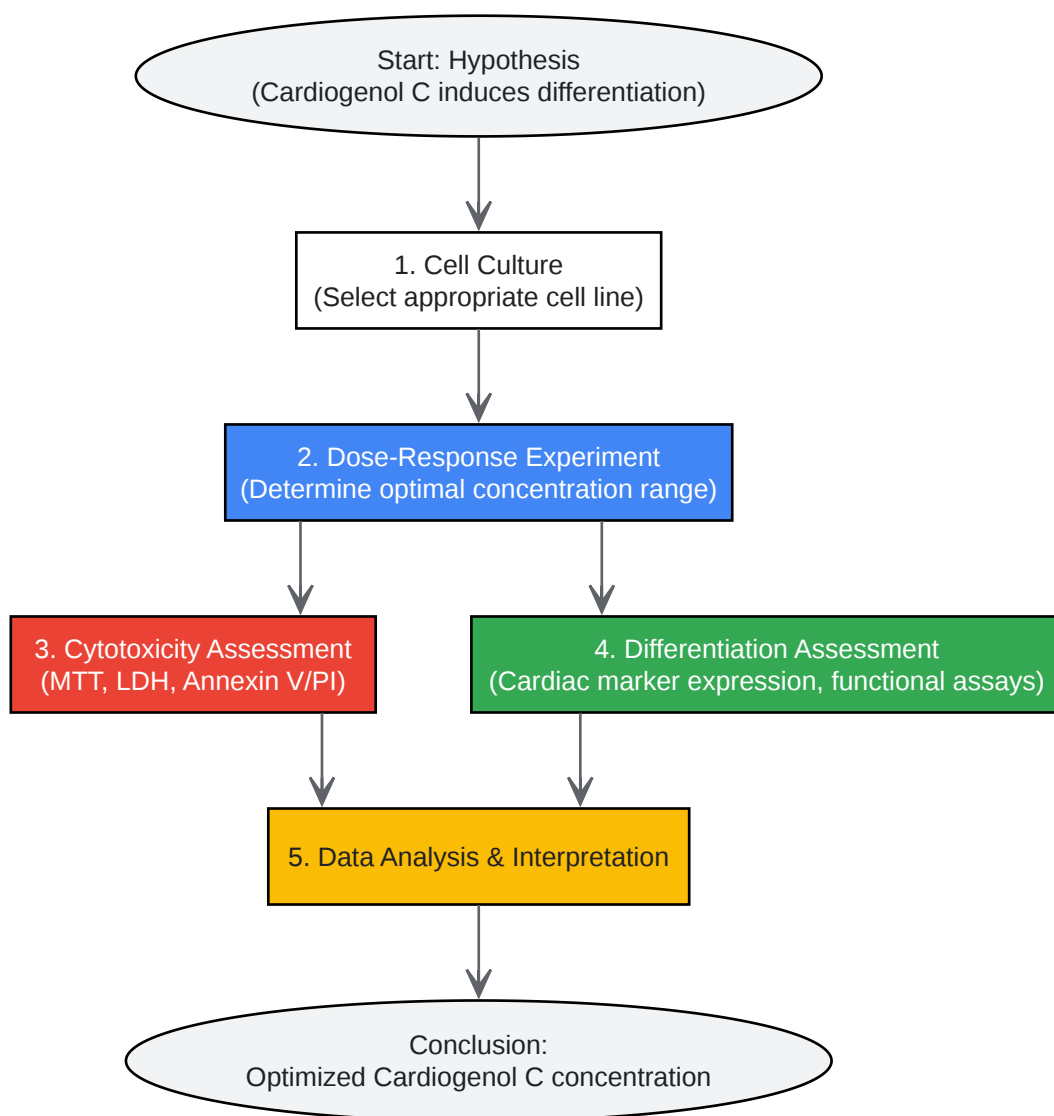 Start: Hypothesis
(Cardiogenol C induces differentiation)
1. Cell Culture
(Select appropriate cell line)
2. Dose-Response Experiment
(Determine optimal concentration range)
3. Cytotoxicity Assessment
(MTT, LDH, Annexin V/PI)
4. Differentiation Assessment
(Cardiac marker expression, functional assays)
5. Data Analysis & Interpretation
Conclusion:
Optimized Cardiogenol C concentration